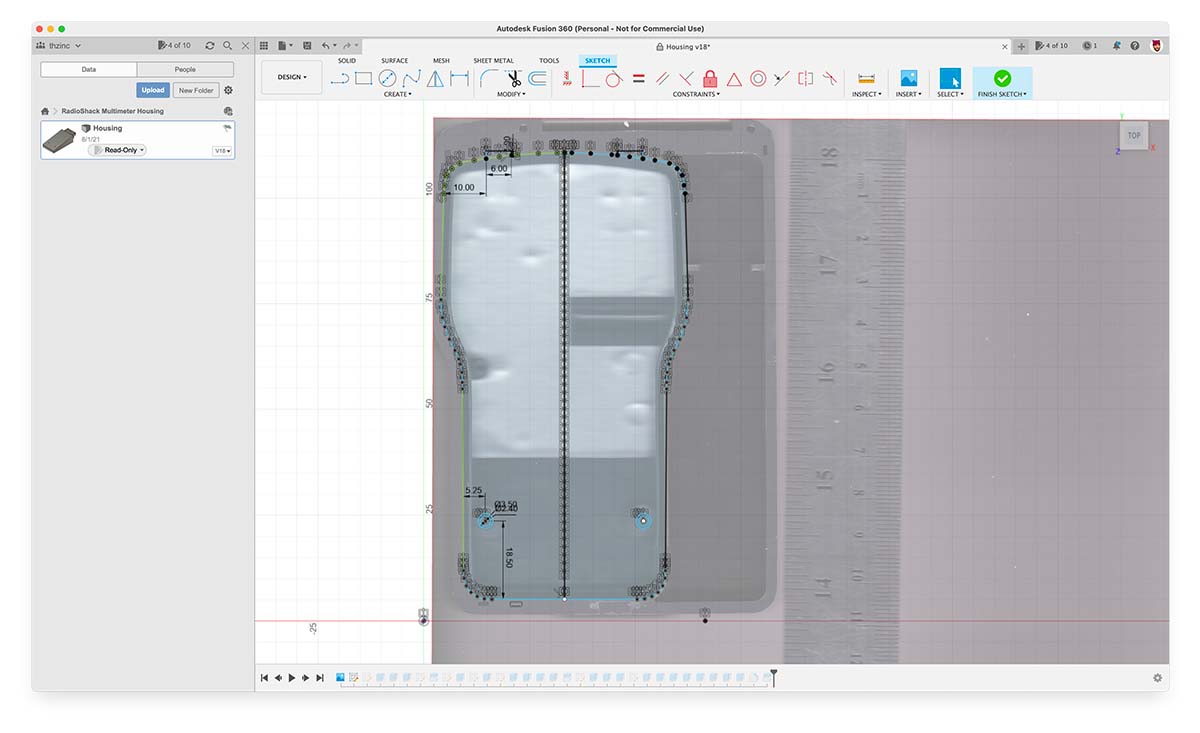 Autodesk Fusion 360 (Personal - Not for Commercial Use)
thzinc
4 of 10
Housing v18*
4 of 10
1
Data
People
Upload
New Folder
RadioShack Multimeter Housing
Housing
8/1/21
Read-Only
V18
SOLID
SURFACE
MESH
SHEET METAL
TOOLS
SKETCH
DESIGN
CREATE
MODIFY
CONSTRAINTS
INSPECT
INSERT
SELECT
FINISH SKETCH
TOP
Y
Z
X
6.00
10.00
100
75
50
25
-25
5.25
Ø3.50
Ø2.40
18.50
18
17
16
15
14